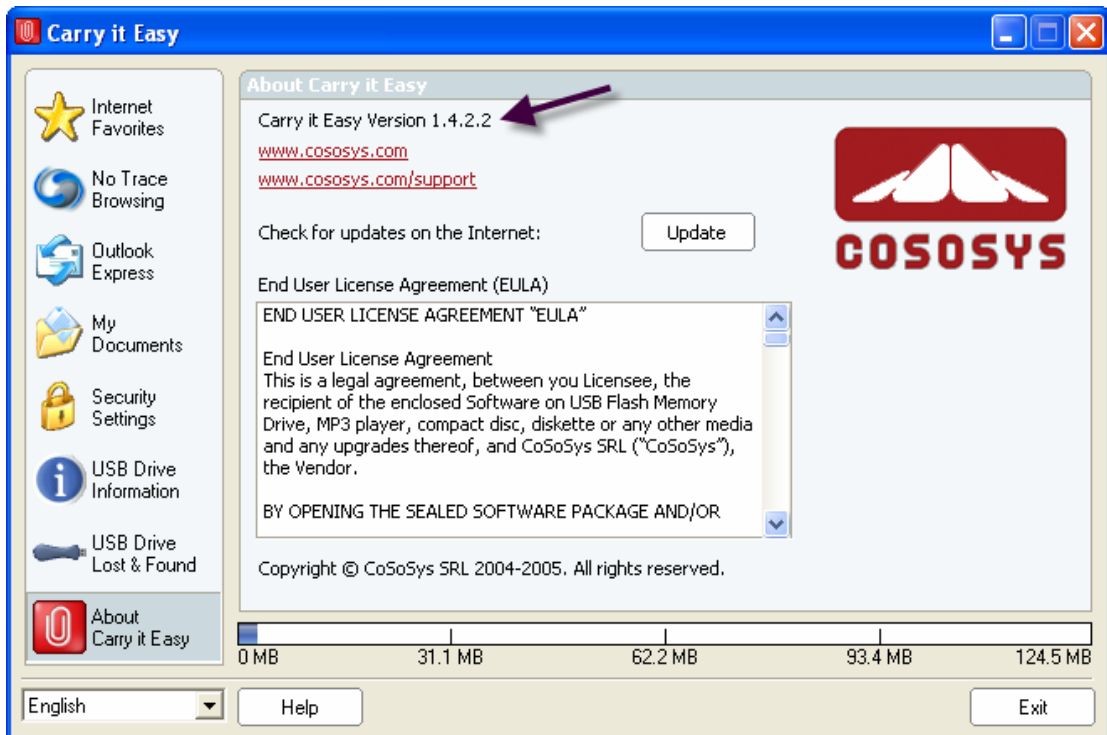 Carry it Easy
Internet
Favorites
No Trace
Browsing
Outlook
Express
My
Documents
Security
Settings
USB Drive
Information
USB Drive
Lost & Found
About
Carry it Easy
About Carry it Easy
Carry it Easy Version 1.4.2.2
www.cososys.com
www.cososys.com/support
Check for updates on the Internet:
Update
COSOSYS
End User License Agreement (EULA)
END USER LICENSE AGREEMENT "EULA"
End User License Agreement
This is a legal agreement, between you Licensee, the
recipient of the enclosed Software on USB Flash Memory
Drive, MP3 player, compact disc, diskette or any other media
and any upgrades thereof, and CoSoSys SRL ("CoSoSys"),
the Vendor.
BY OPENING THE SEALED SOFTWARE PACKAGE AND/OR
Copyright © CoSoSys SRL 2004-2005. All rights reserved.
0 MB 31.1 MB 62.2 MB 93.4 MB 124.5 MB
English
Help
Exit